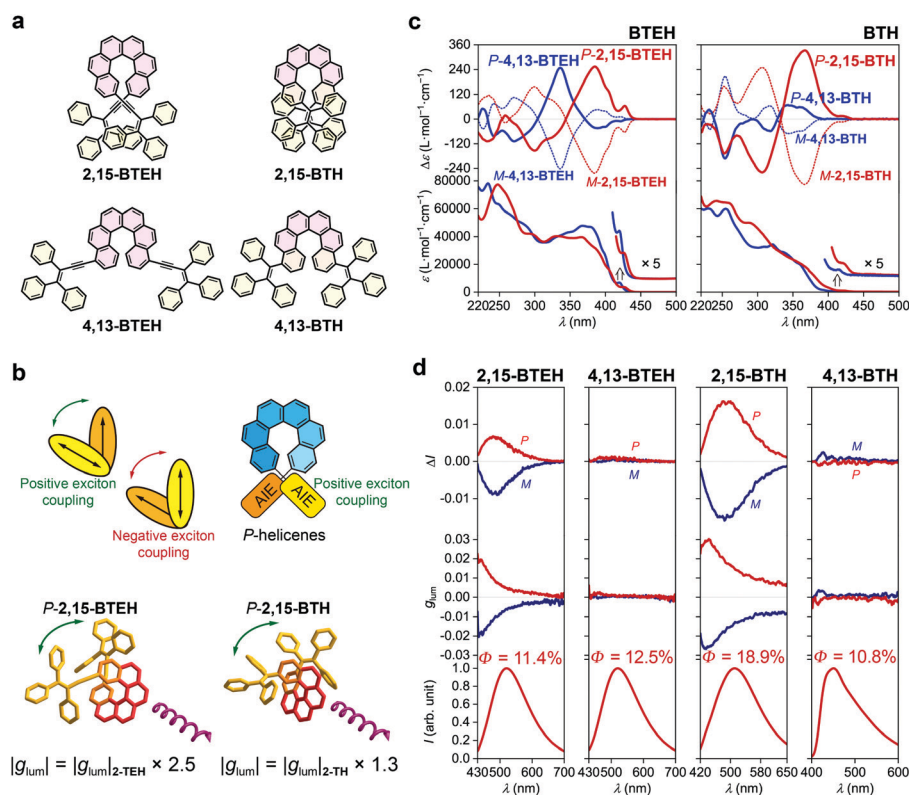 a
2,15-BTEH
2,15-BTH
4,13-BTEH
4,13-BTH
b
Positive exciton
coupling
Negative exciton
coupling
AIE
AIE
Positive exciton
coupling
P-helicenes
P-2,15-BTEH
P-2,15-BTH
|glum| = |glum|2-TEH × 2.5
|glum| = |glum|2-TH × 1.3
c
BTEH
BTH
Δε (L·mol⁻¹·cm⁻¹)
360
240
120
0
-120
-240
P-4,13-BTEH
P-2,15-BTEH
M-4,13-BTEH
M-2,15-BTEH
P-2,15-BTH
P-4,13-BTH
M-4,13-BTH
M-2,15-BTH
ε (L·mol⁻¹·cm⁻¹)
80000
60000
40000
20000
0
× 5
× 5
220 250 300 350 400 450 500
220 250 300 350 400 450 500
λ (nm)
λ (nm)
d
2,15-BTEH
4,13-BTEH
2,15-BTH
4,13-BTH
ΔI
0.02
0.01
0.00
-0.01
P
M
P
M
P
M
M
P
glum
0.03
0.02
0.01
0.00
-0.01
-0.02
-0.03
Φ = 11.4%
Φ = 12.5%
Φ = 18.9%
Φ = 10.8%
I (arb. unit)
1.0
0.8
0.6
0.4
0.2
0.0
430 500 600 700
430 500 600 700
420 500 580 650
400 500 600
λ (nm)
λ (nm)
λ (nm)
λ (nm)